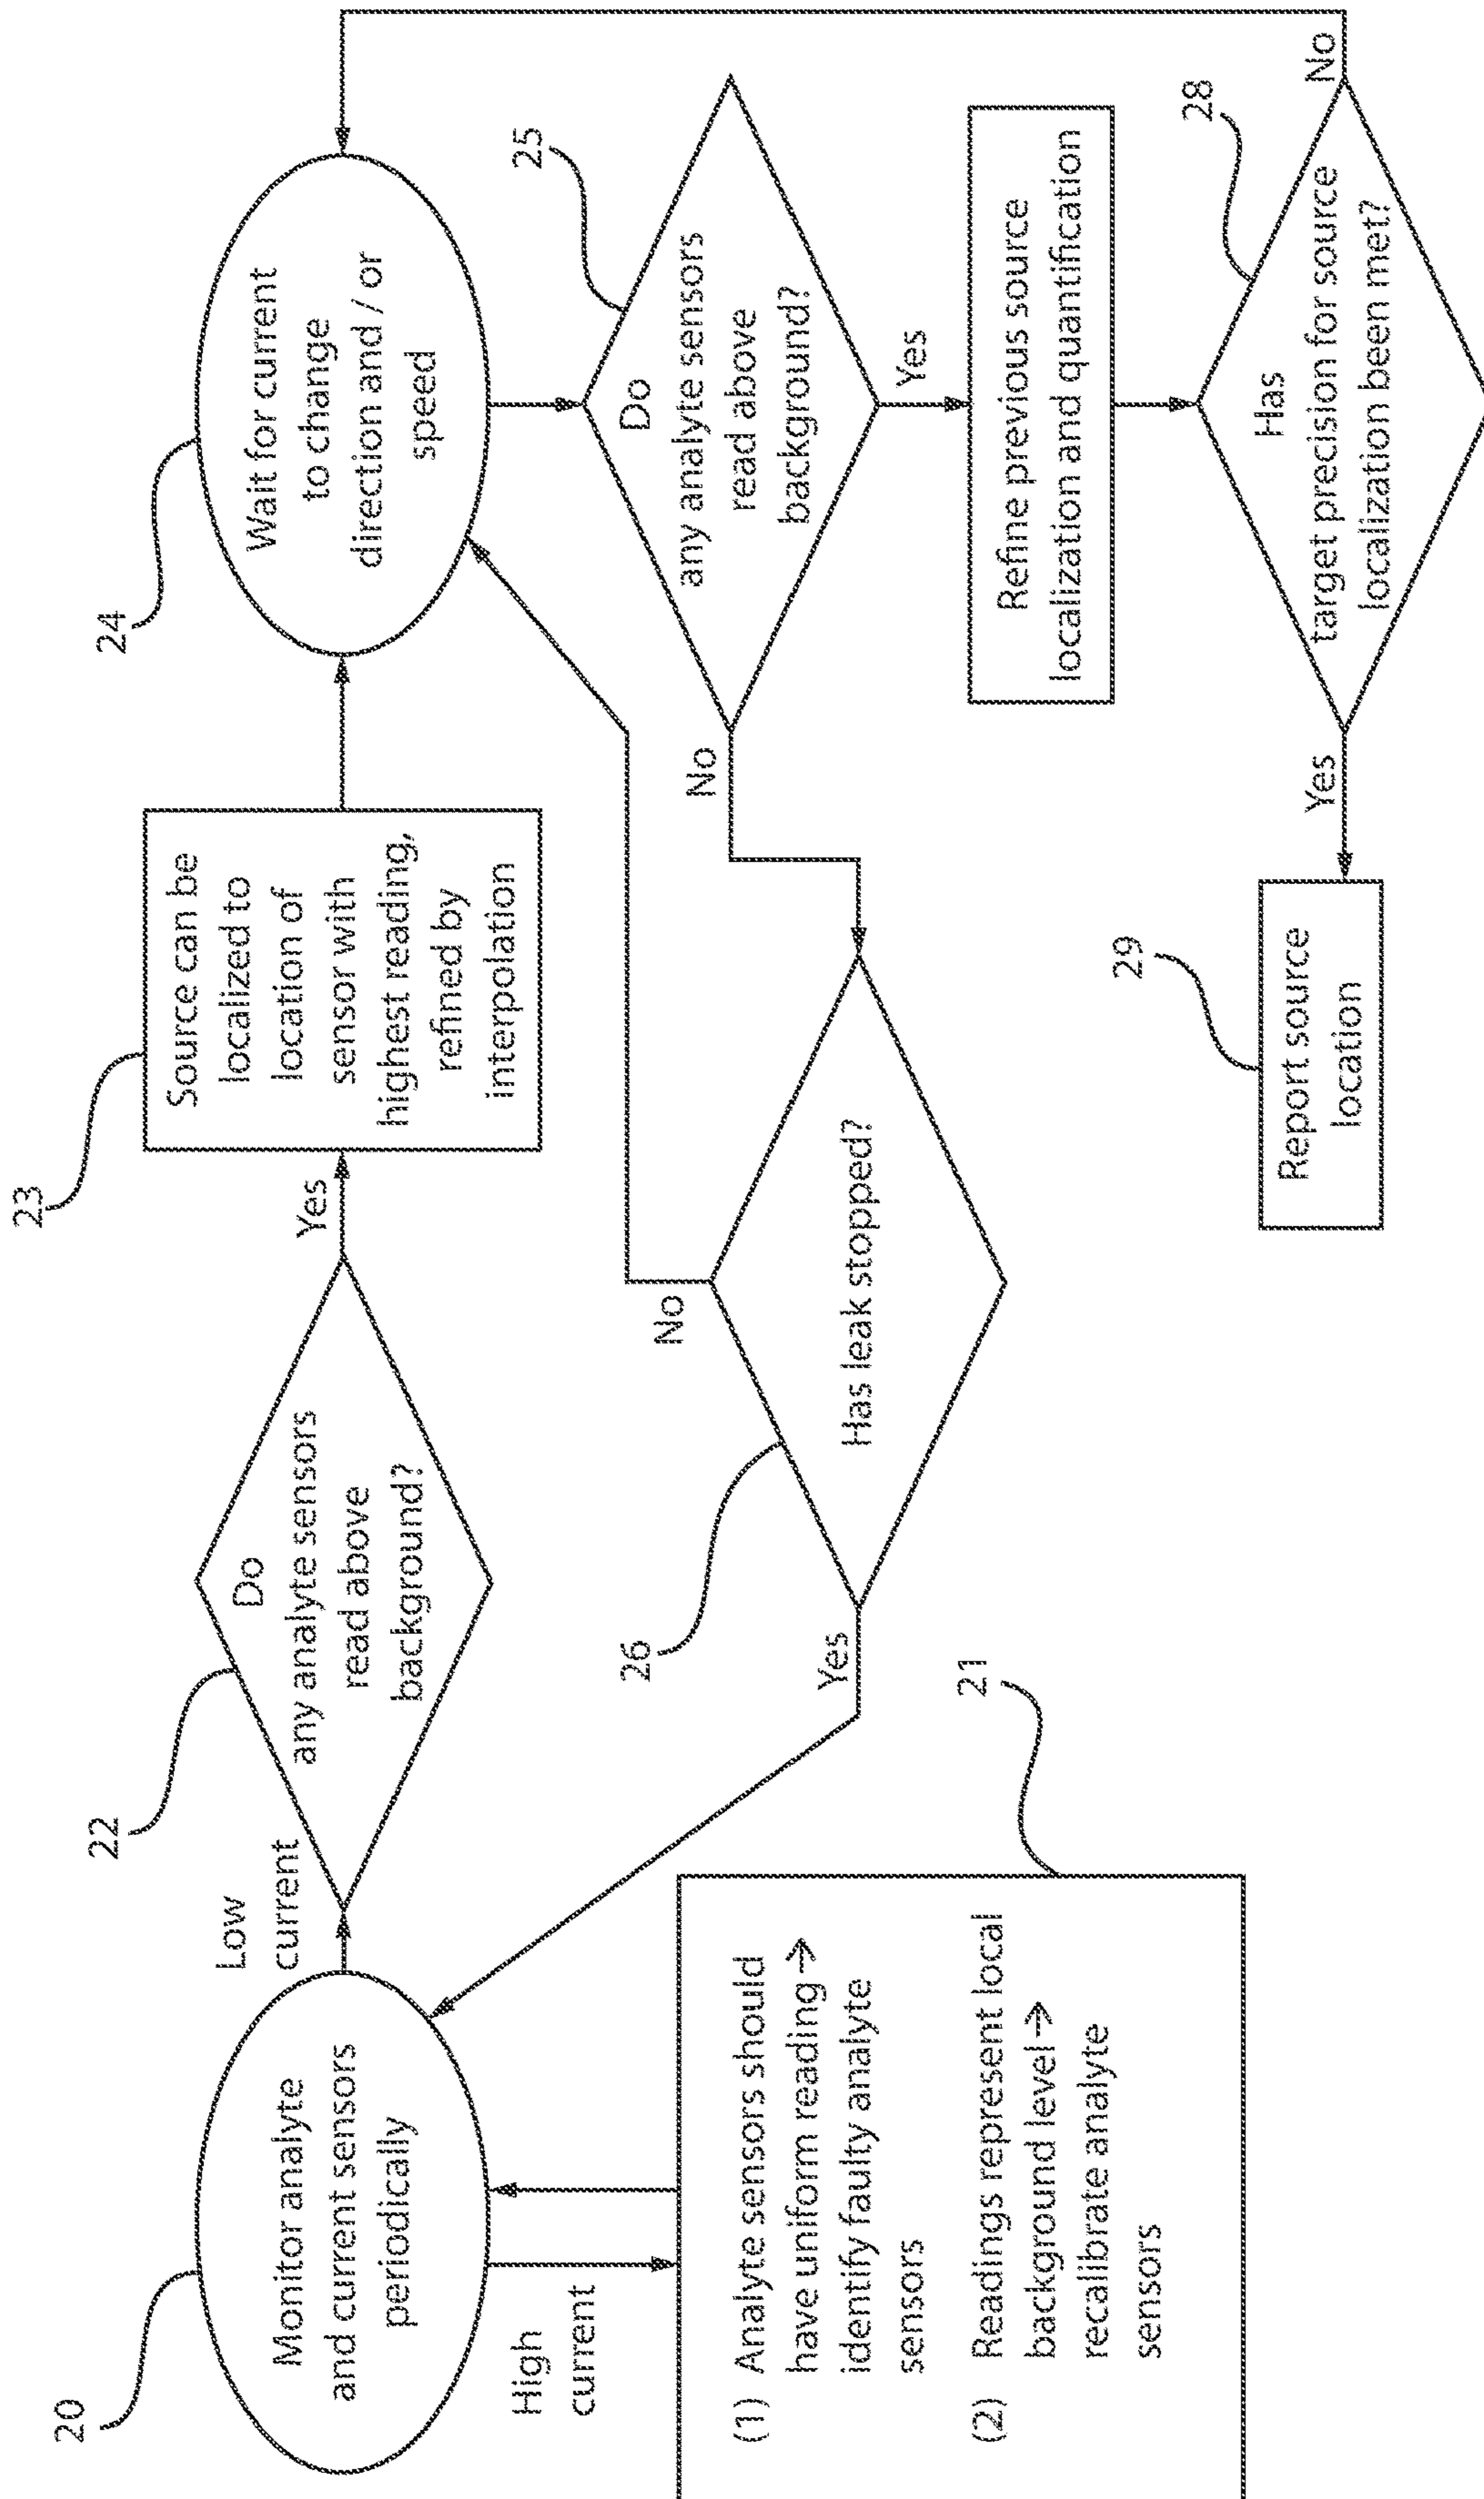 20
Monitor analyte
and current sensors
periodically
High
current
(1) Analyte sensors should
have uniform reading →
identify faulty analyte
sensors
(2) Readings represent local
background level →
recalibrate analyte
sensors
21
Low
current
22
Do
any analyte sensors
read above
background?
Yes
23
Source can be
localized to
location of
sensor with
highest reading,
refined by
interpolation
24
Wait for current
to change
direction and / or
speed
25
Do
any analyte sensors
read above
background?
No
Yes
26
Has leak stopped?
No
Yes
Refine previous source
localization and quantification
28
Has
target precision for source
localization been met?
No
Yes
29
Report source
location